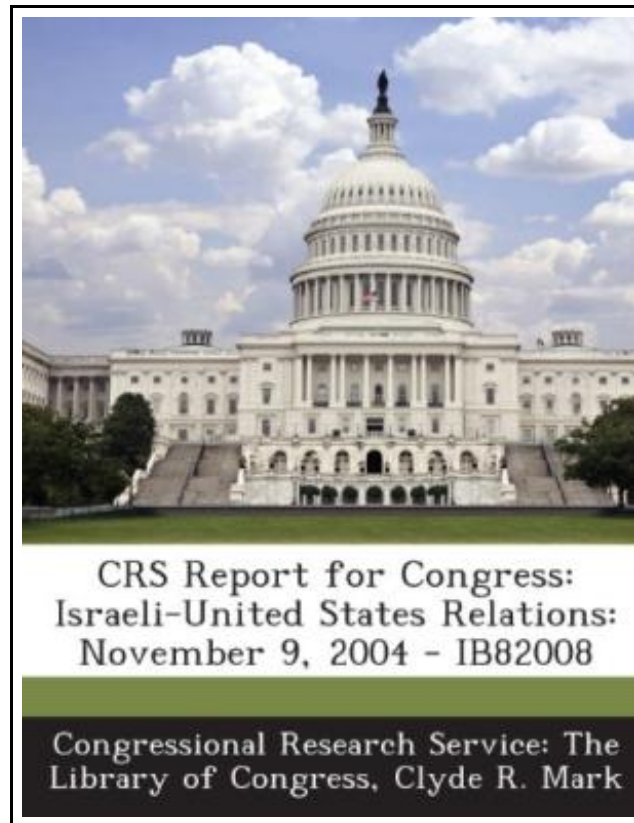 CRS Report for Congress:
Israeli-United States Relations:
November 9, 2004 - IB82008
Congressional Research Service: The
Library of Congress, Clyde R. Mark